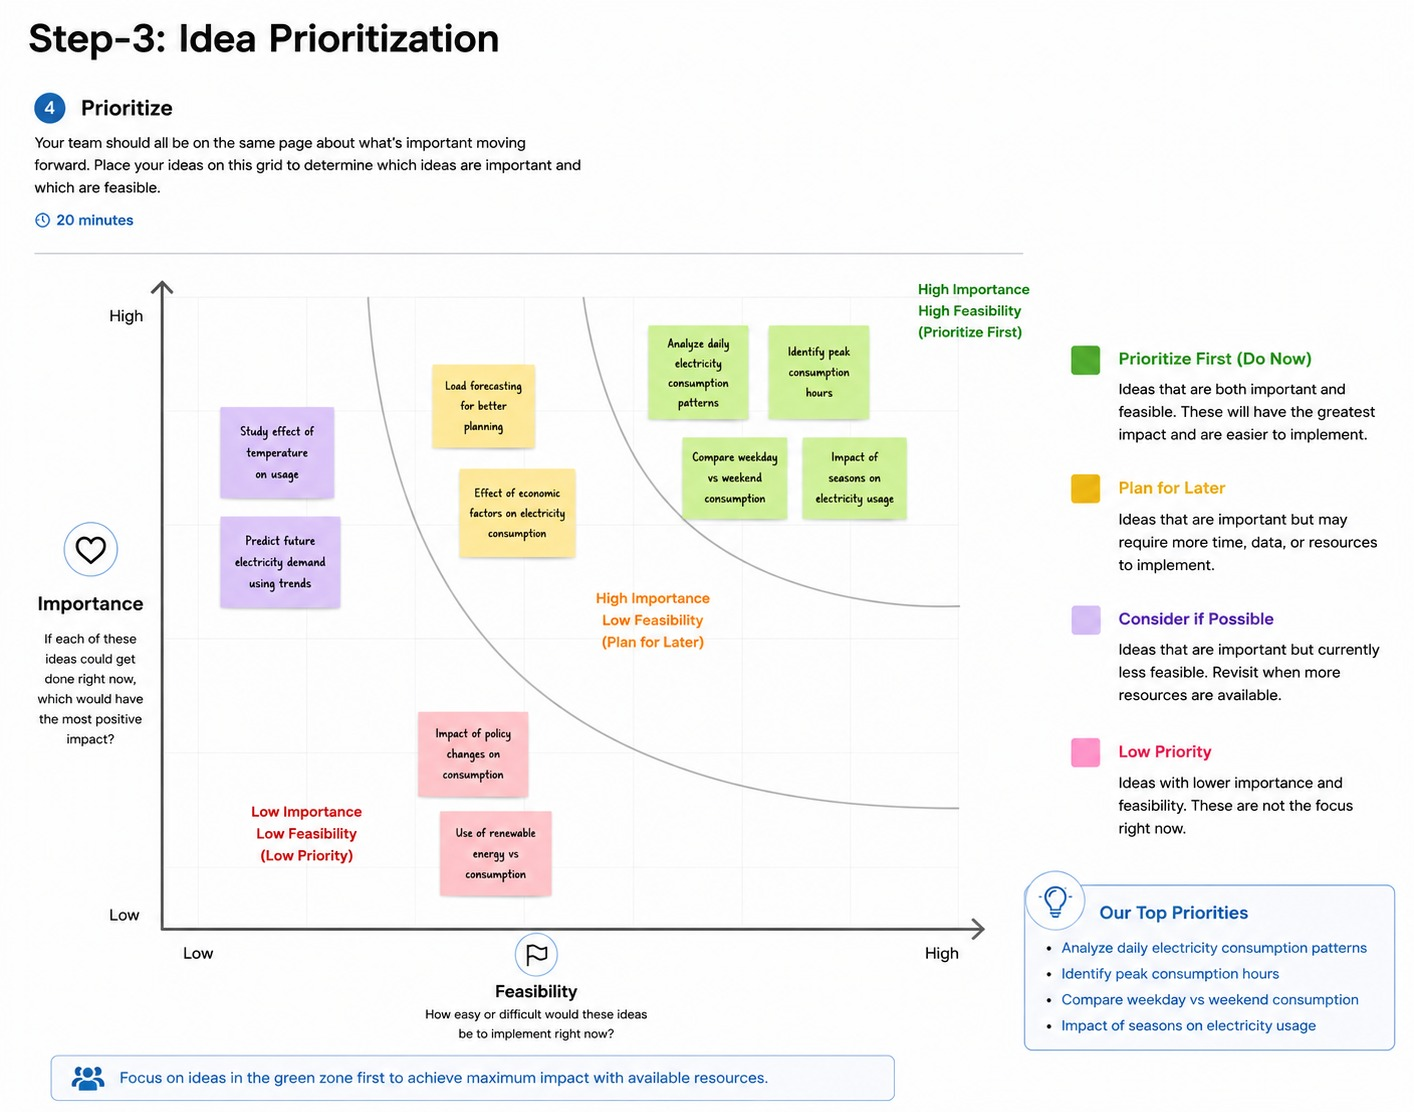 Step-3: Idea Prioritization
4 Prioritize
Your team should all be on the same page about what's important moving
forward. Place your ideas on this grid to determine which ideas are important and
which are feasible.
20 minutes
High
High Importance
High Feasibility
(Prioritize First)
Analyze daily
electricity
consumption
patterns
Identify peak
consumption
hours
Load forecasting
for better
planning
Study effect of
temperature
on usage
Compare weekday
vs weekend
consumption
Impact of
seasons on
electricity usage
Effect of economic
factors on electricity
consumption
Predict future
electricity demand
using trends
Importance
If each of these
ideas could get
done right now,
which would have
the most positive
impact?
High Importance
Low Feasibility
(Plan for Later)
Impact of policy
changes on
consumption
Low Importance
Low Feasibility
(Low Priority)
Use of renewable
energy vs
consumption
Low
Low
High
Feasibility
How easy or difficult would these ideas
be to implement right now?
Prioritize First (Do Now)
Ideas that are both important and
feasible. These will have the greatest
impact and are easier to implement.
Plan for Later
Ideas that are important but may
require more time, data, or resources
to implement.
Consider if Possible
Ideas that are important but currently
less feasible. Revisit when more
resources are available.
Low Priority
Ideas with lower importance and
feasibility. These are not the focus
right now.
Our Top Priorities
• Analyze daily electricity consumption patterns
• Identify peak consumption hours
• Compare weekday vs weekend consumption
• Impact of seasons on electricity usage
Focus on ideas in the green zone first to achieve maximum impact with available resources.